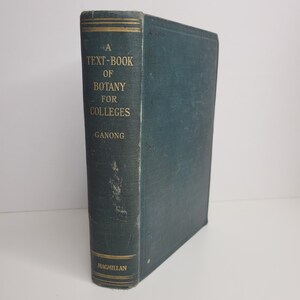 A
TEXT-BOOK
OF
BOTANY
FOR
COLLEGES
GANONG
MACMILLAN